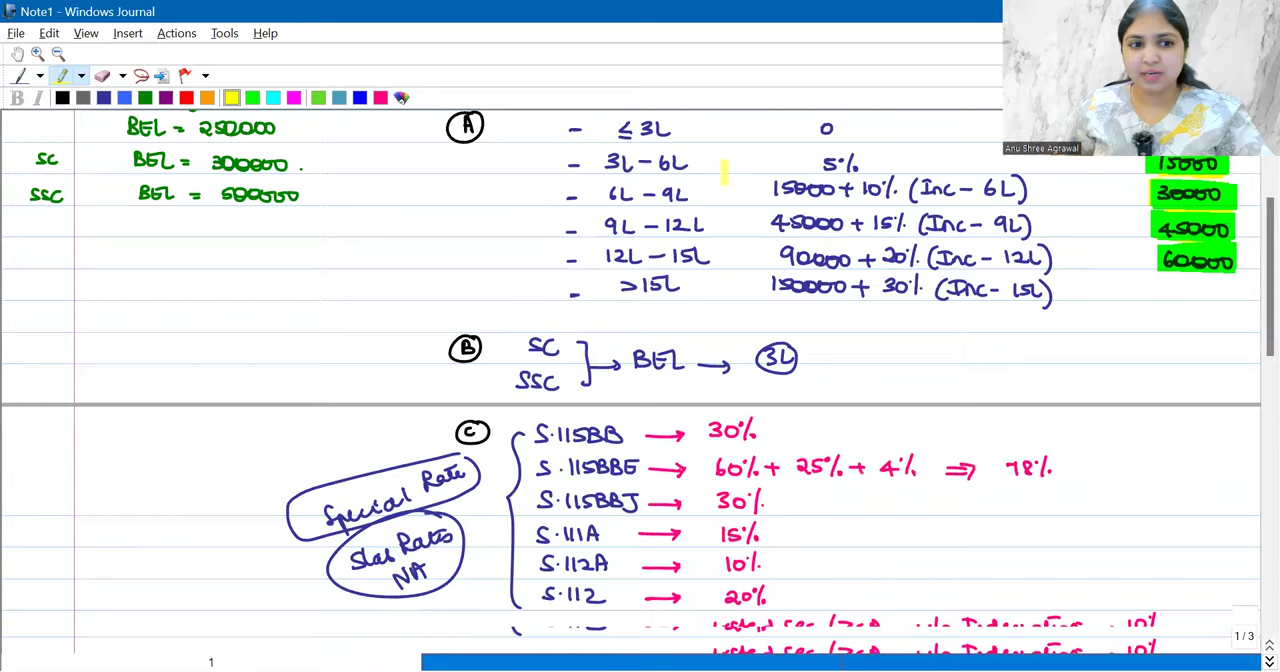 Note1 - Windows Journal
File Edit View Insert Actions Tools Help
B I
Anu Shree Agrawal
BEL = 250000
SC BEL = 300000.
SSC BEL = 500000
A - ≤ 3L 0
- 3L - 6L 5% 15000
- 6L - 9L 15000 + 10% (Inc - 6L) 30000
- 9L - 12L 45000 + 15% (Inc - 9L) 45000
- 12L - 15L 90000 + 20% (Inc - 12L) 60000
- >15L 150000 + 30% (Inc - 15L)
B SC
SSC → BEL → 3L
C S.115BB → 30%
S.115BBE → 60% + 25% + 4% ⇒ 78%
S.115BBJ → 30%
S.111A → 15%
S.112A → 10%
S.112 → 20%
Special Rate
Slab Rates
NA
1 / 3
1